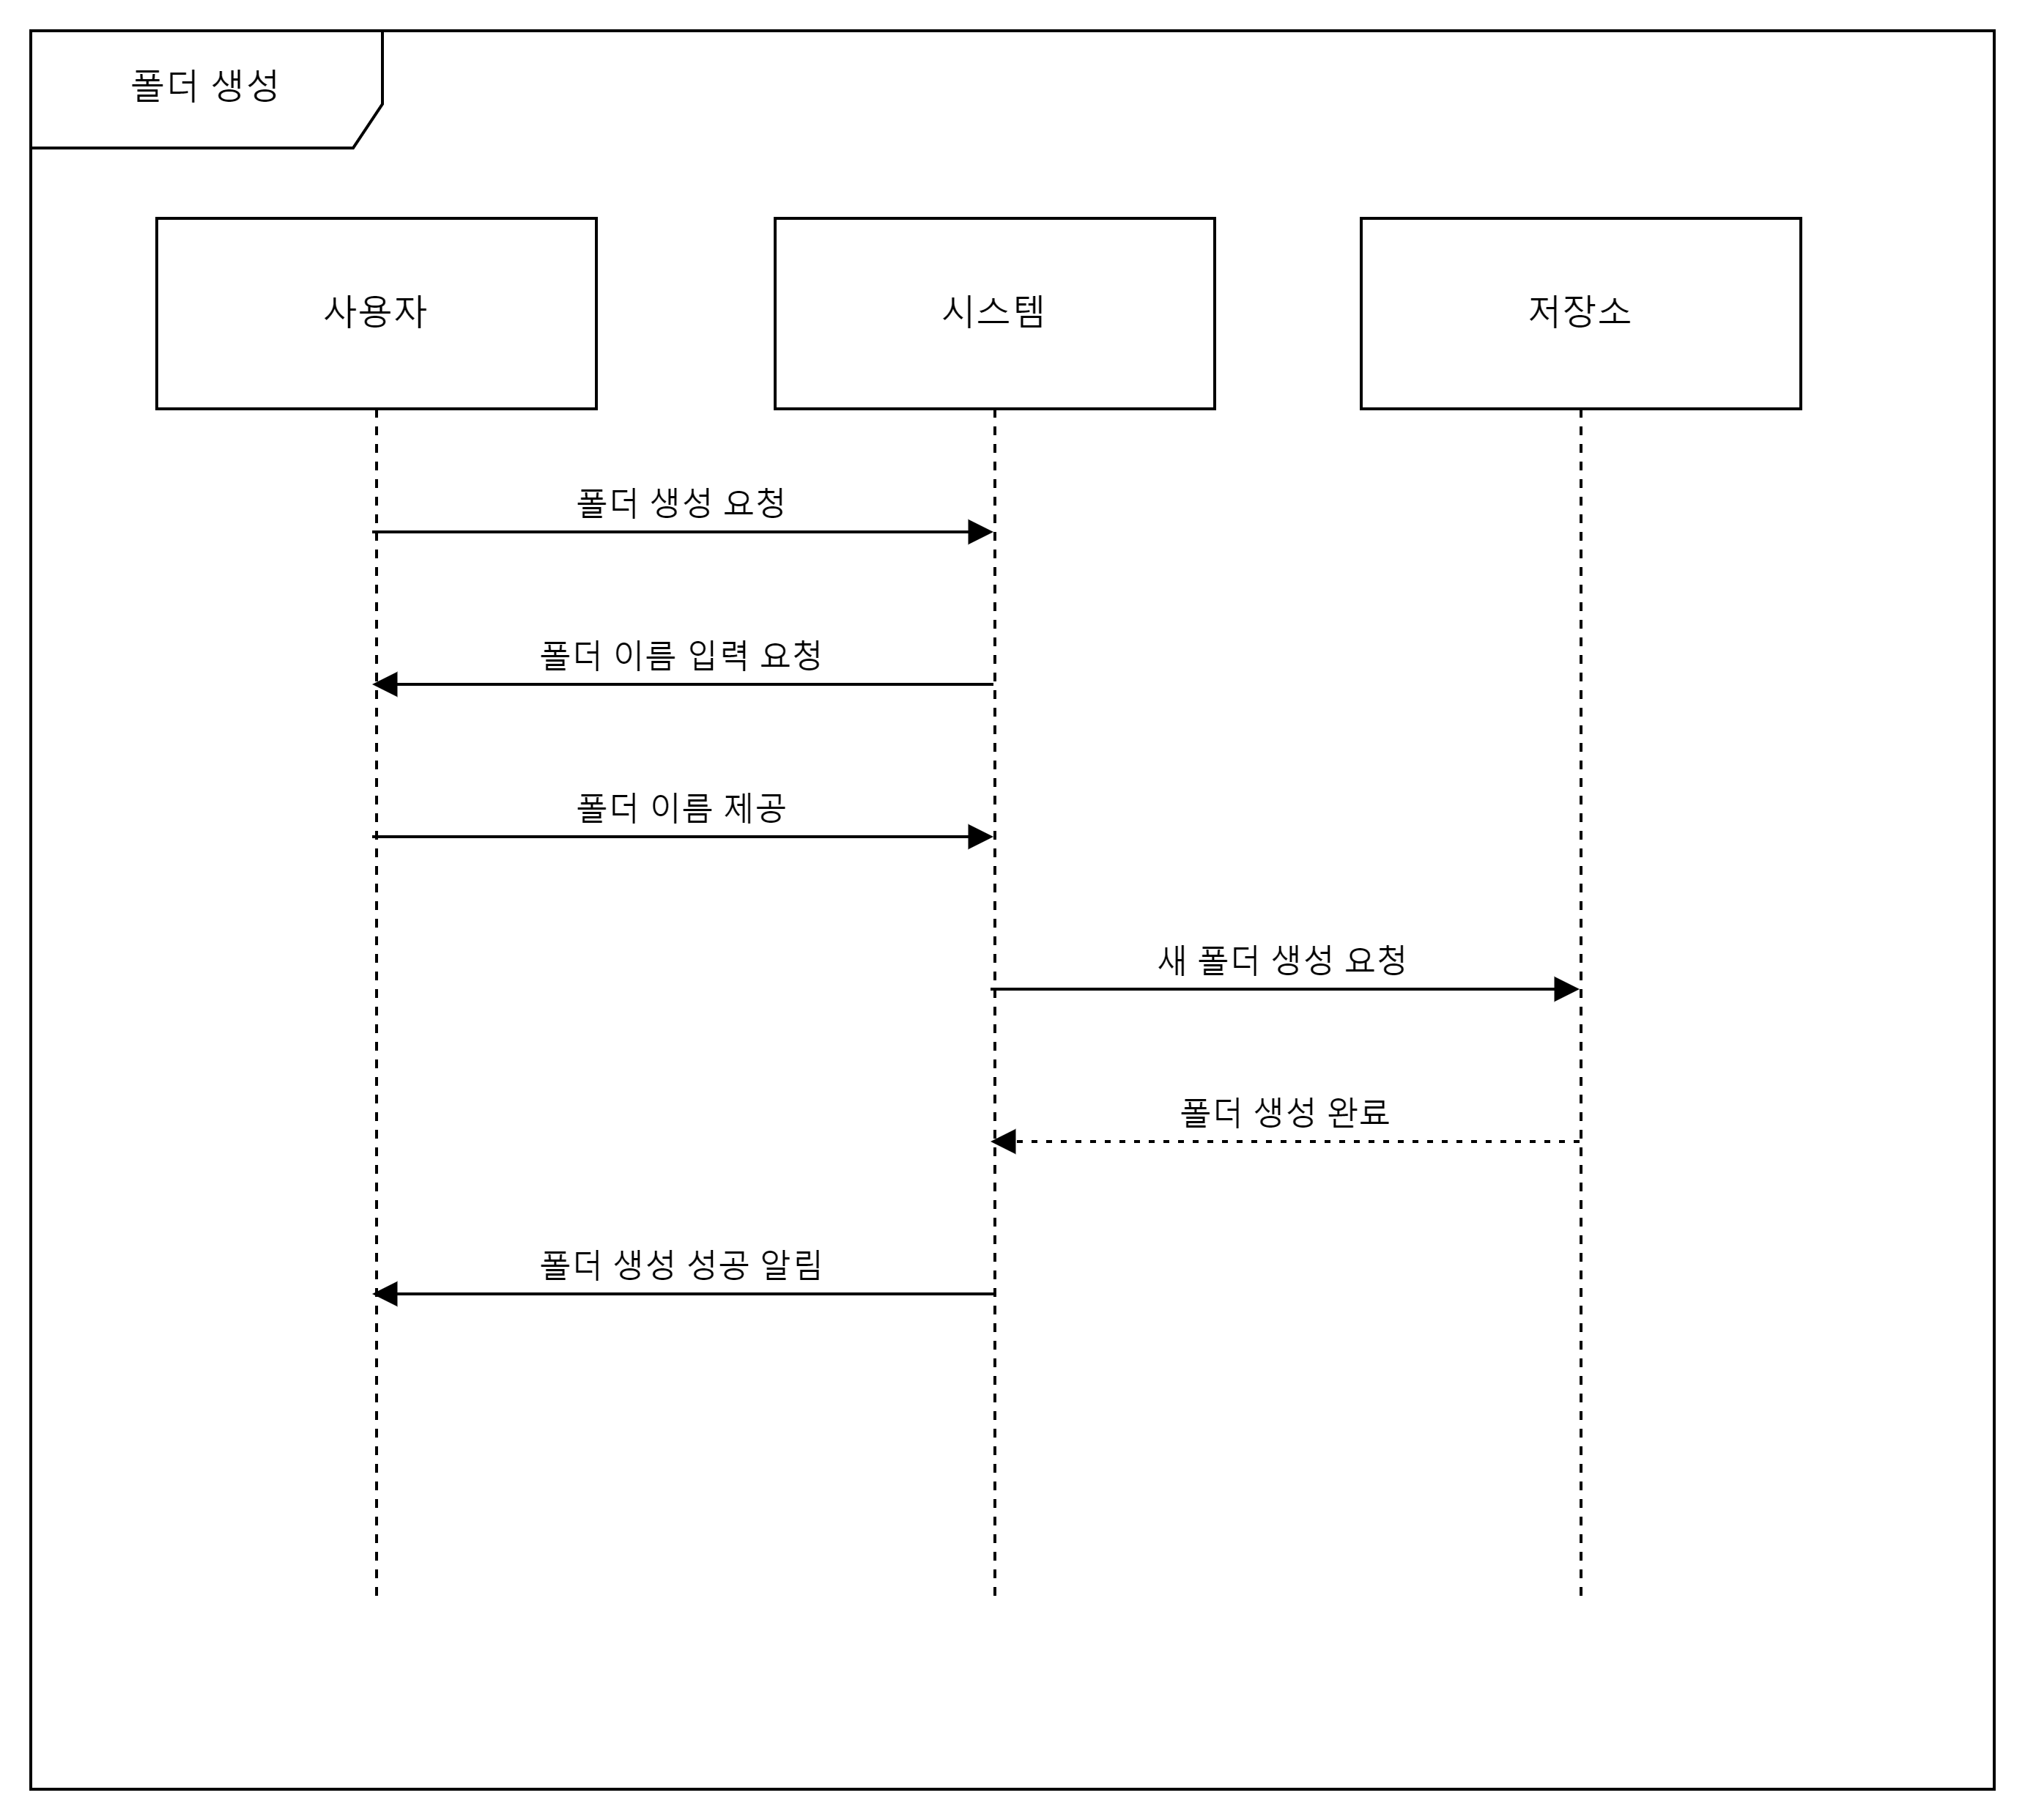 폴더 생성
사용자
시스템
저장소
폴더 생성 요청
폴더 이름 입력 요청
폴더 이름 제공
새 폴더 생성 요청
폴더 생성 완료
폴더 생성 성공 알림